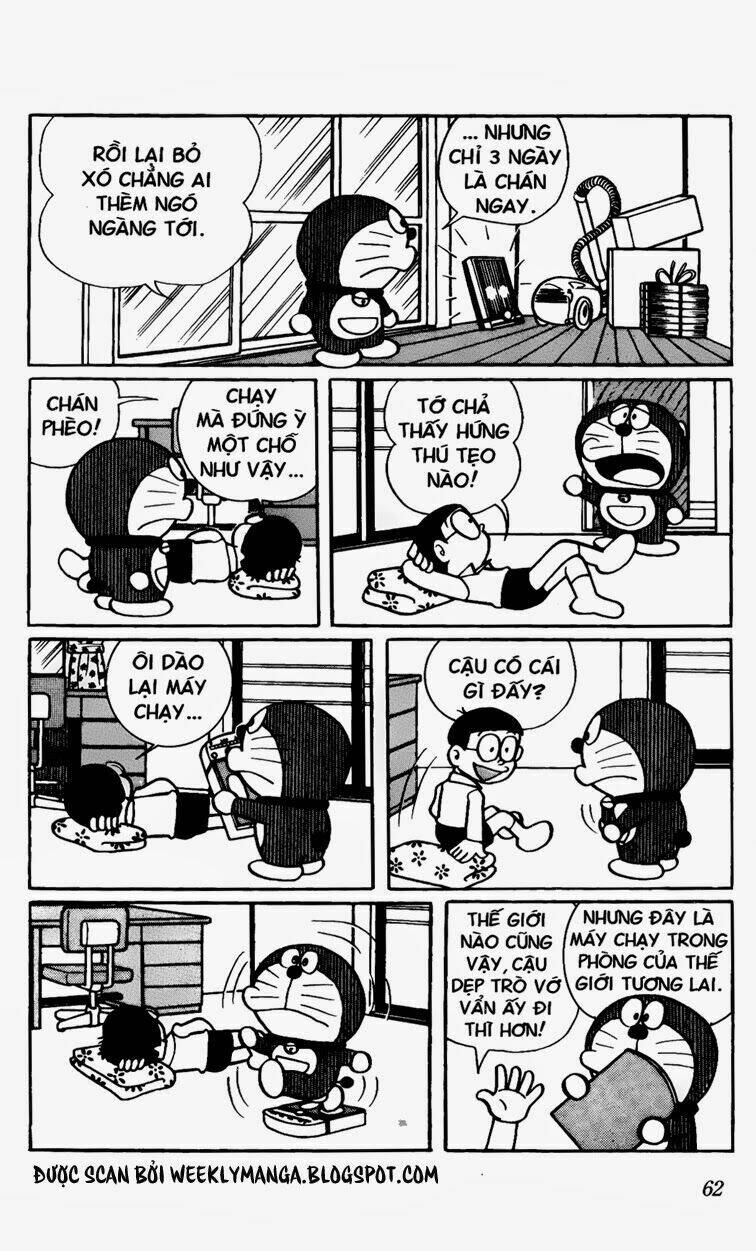 ... NHƯNG
CHỈ 3 NGÀY
LÀ CHÁN
NGAY.
RỒI LẠI BỎ
XÓ CHẲNG AI
THÈM NGÓ
NGÀNG TỚI.
TỚ CHẢ
THẤY HỨNG
THÚ TẸO
NÀO!
CHẠY
MÀ ĐỨNG Ỳ
MỘT CHỖ
NHƯ VẬY...
CHÁN
PHÈO!
CẬU CÓ CÁI
GÌ ĐẤY?
ÔI DÀO
LẠI MÁY
CHẠY...
NHƯNG ĐÂY LÀ
MÁY CHẠY TRONG
PHÒNG CỦA THẾ
GIỚI TƯƠNG LAI.
THẾ GIỚI
NÀO CŨNG
VẬY, CẬU
DẸP TRÒ VỚ
VẨN ẤY ĐI
THÌ HƠN!
ĐƯỢC SCAN BỞI WEEKLYMANGA.BLOGSPOT.COM
62